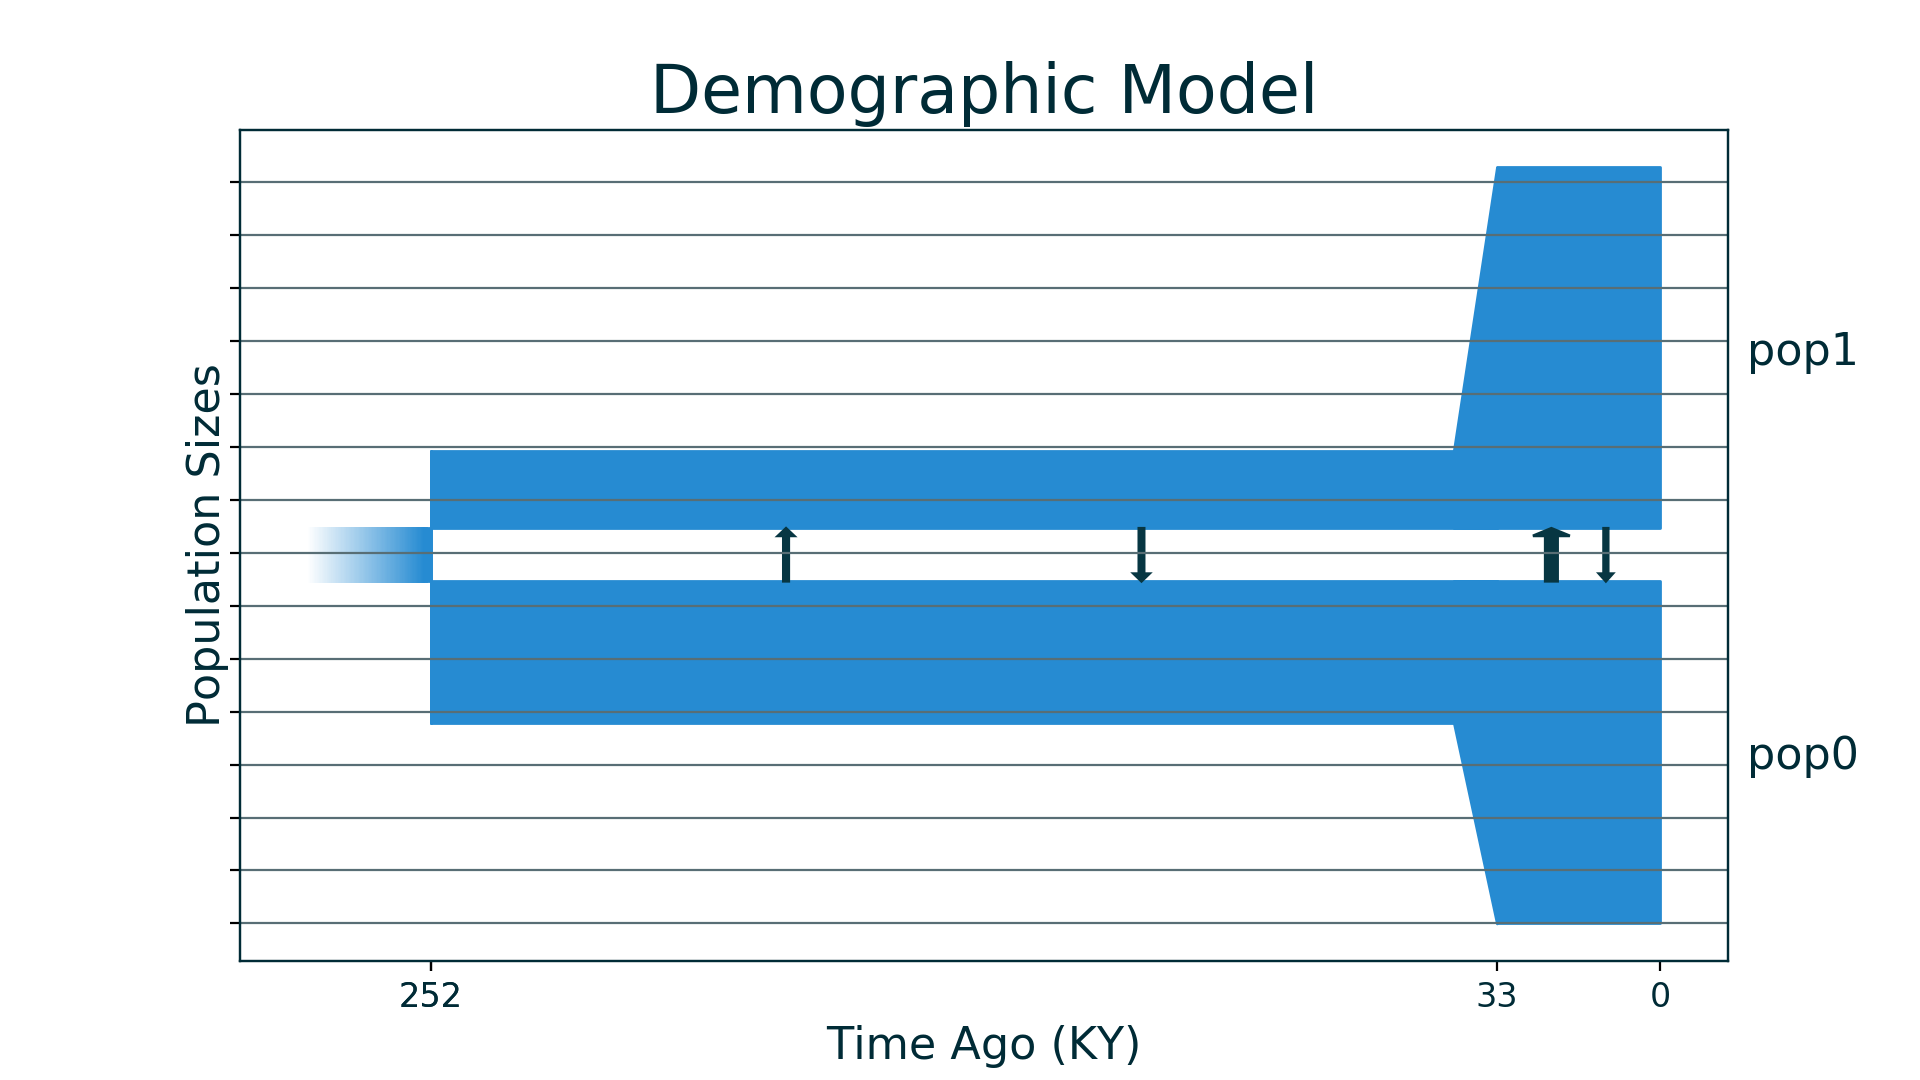 Demographic Model
Population Sizes
pop1
pop0
252
33
0
Time Ago (KY)